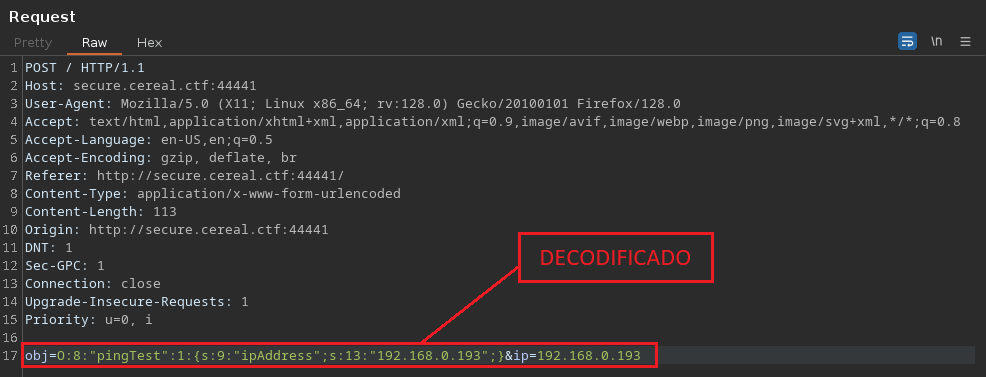 Request
Pretty Raw Hex \n
1 POST / HTTP/1.1
2 Host: secure.cereal.ctf:44441
3 User-Agent: Mozilla/5.0 (X11; Linux x86_64; rv:128.0) Gecko/20100101 Firefox/128.0
4 Accept: text/html,application/xhtml+xml,application/xml;q=0.9,image/avif,image/webp,image/png,image/svg+xml,*/*;q=0.8
5 Accept-Language: en-US,en;q=0.5
6 Accept-Encoding: gzip, deflate, br
7 Referer: http://secure.cereal.ctf:44441/
8 Content-Type: application/x-www-form-urlencoded
9 Content-Length: 113
10 Origin: http://secure.cereal.ctf:44441
11 DNT: 1
12 Sec-GPC: 1
13 Connection: close
14 Upgrade-Insecure-Requests: 1
15 Priority: u=0, i
16
DECODIFICADO
17 obj=O:8:"pingTest":1:{s:9:"ipAddress";s:13:"192.168.0.193";}&ip=192.168.0.193